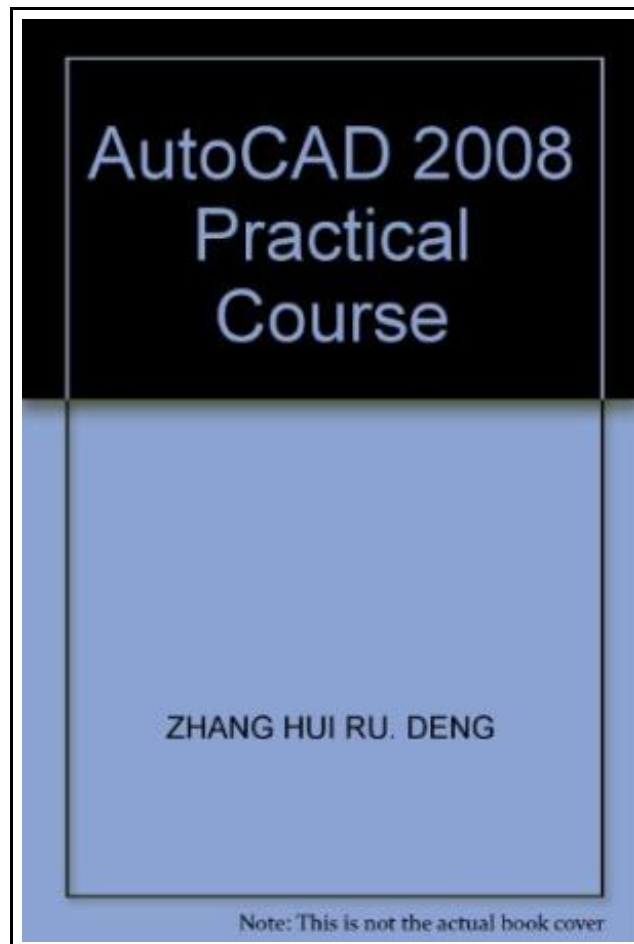 AutoCAD 2008
Practical
Course
ZHANG HUI RU. DENG
Note: This is not the actual book cover